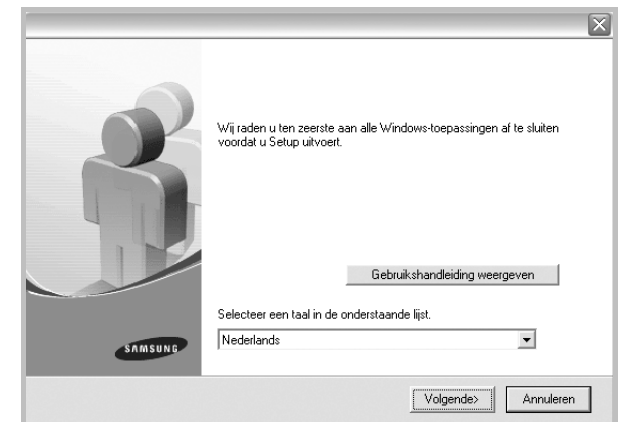 Wij raden u ten zeerste aan alle Windows-toepassingen af te sluiten
voordat u Setup uitvoert.
Gebruikshandleiding weergeven
Selecteer een taal in de onderstaande lijst.
Nederlands
SAMSUNG
Volgende>
Annuleren